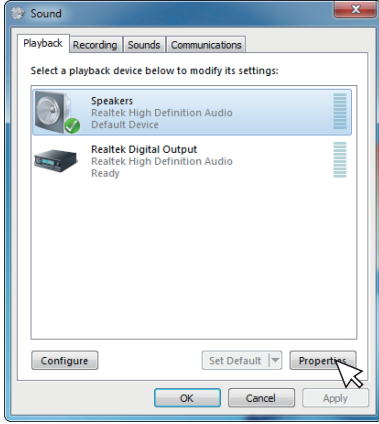 Sound
Playback Recording Sounds Communications
Select a playback device below to modify its settings:
Speakers
Realtek High Definition Audio
Default Device
Realtek Digital Output
Realtek High Definition Audio
Ready
Configure Set Default Properties
OK Cancel Apply